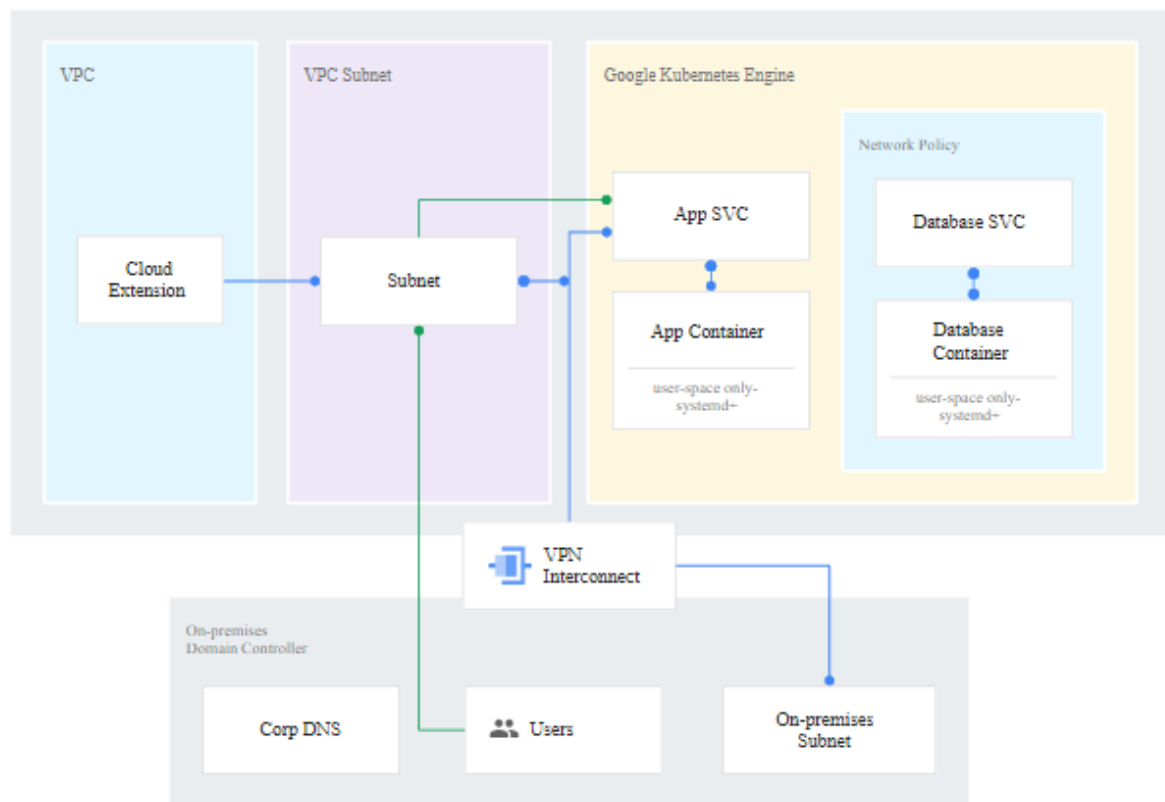 VPC
VPC Subnet
Google Kubernetes Engine
Network Policy
App SVC
Database SVC
Cloud
Extension
Subnet
App Container
user-space only-
systemd+
Database
Container
user-space only-
systemd+
VPN
Interconnect
On-premises
Domain Controller
Corp DNS
Users
On-premises
Subnet